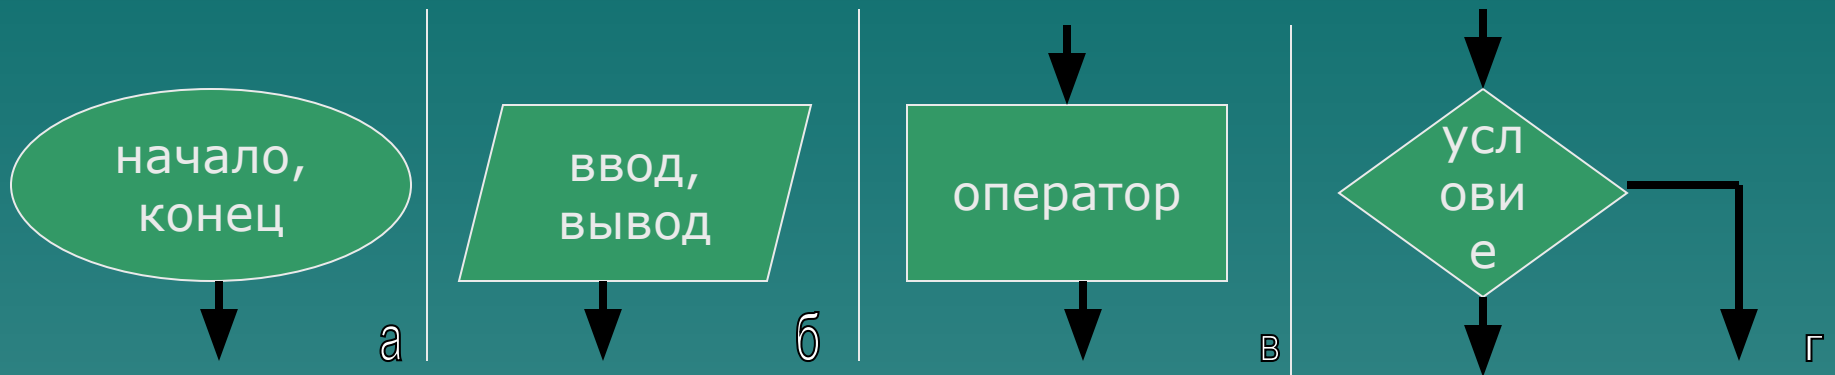 начало,
конец
а
ввод,
вывод
б
оператор
в
усл
ови
е
г